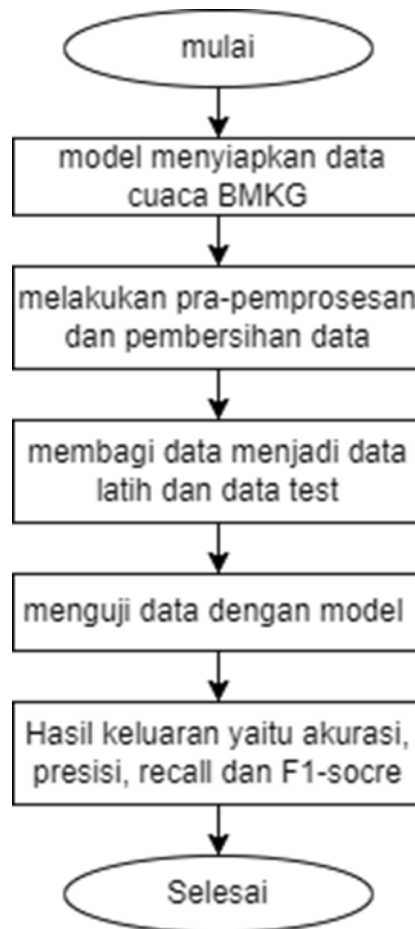 mulai
model menyiapkan data
cuaca BMKG
melakukan pra-pemprosesan
dan pembersihan data
membagi data menjadi data
latih dan data test
menguji data dengan model
Hasil keluaran yaitu akurasi,
presisi, recall dan F1-socre
Selesai